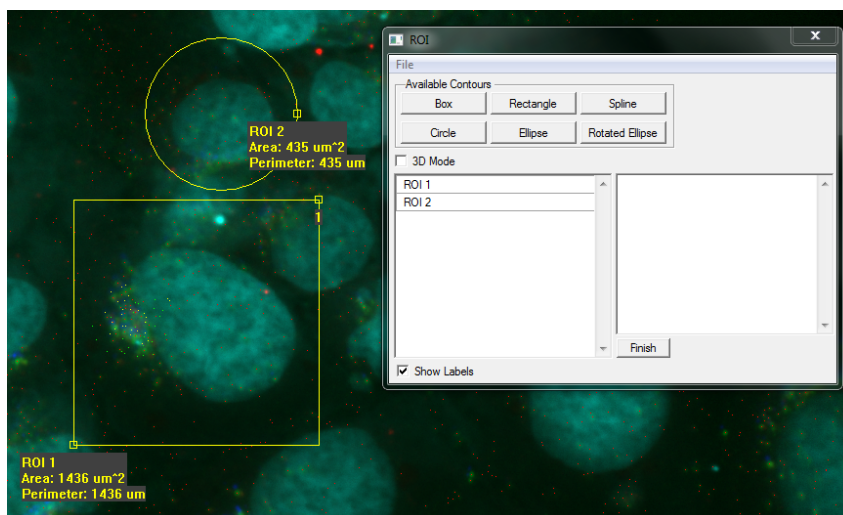 ROI
File
Available Contours
Box Rectangle Spline
Circle Ellipse Rotated Ellipse
3D Mode
ROI 1
ROI 2
Finish
Show Labels
ROI 2
Area: 435 um^2
Perimeter: 435 um
1
ROI 1
Area: 1436 um^2
Perimeter: 1436 um